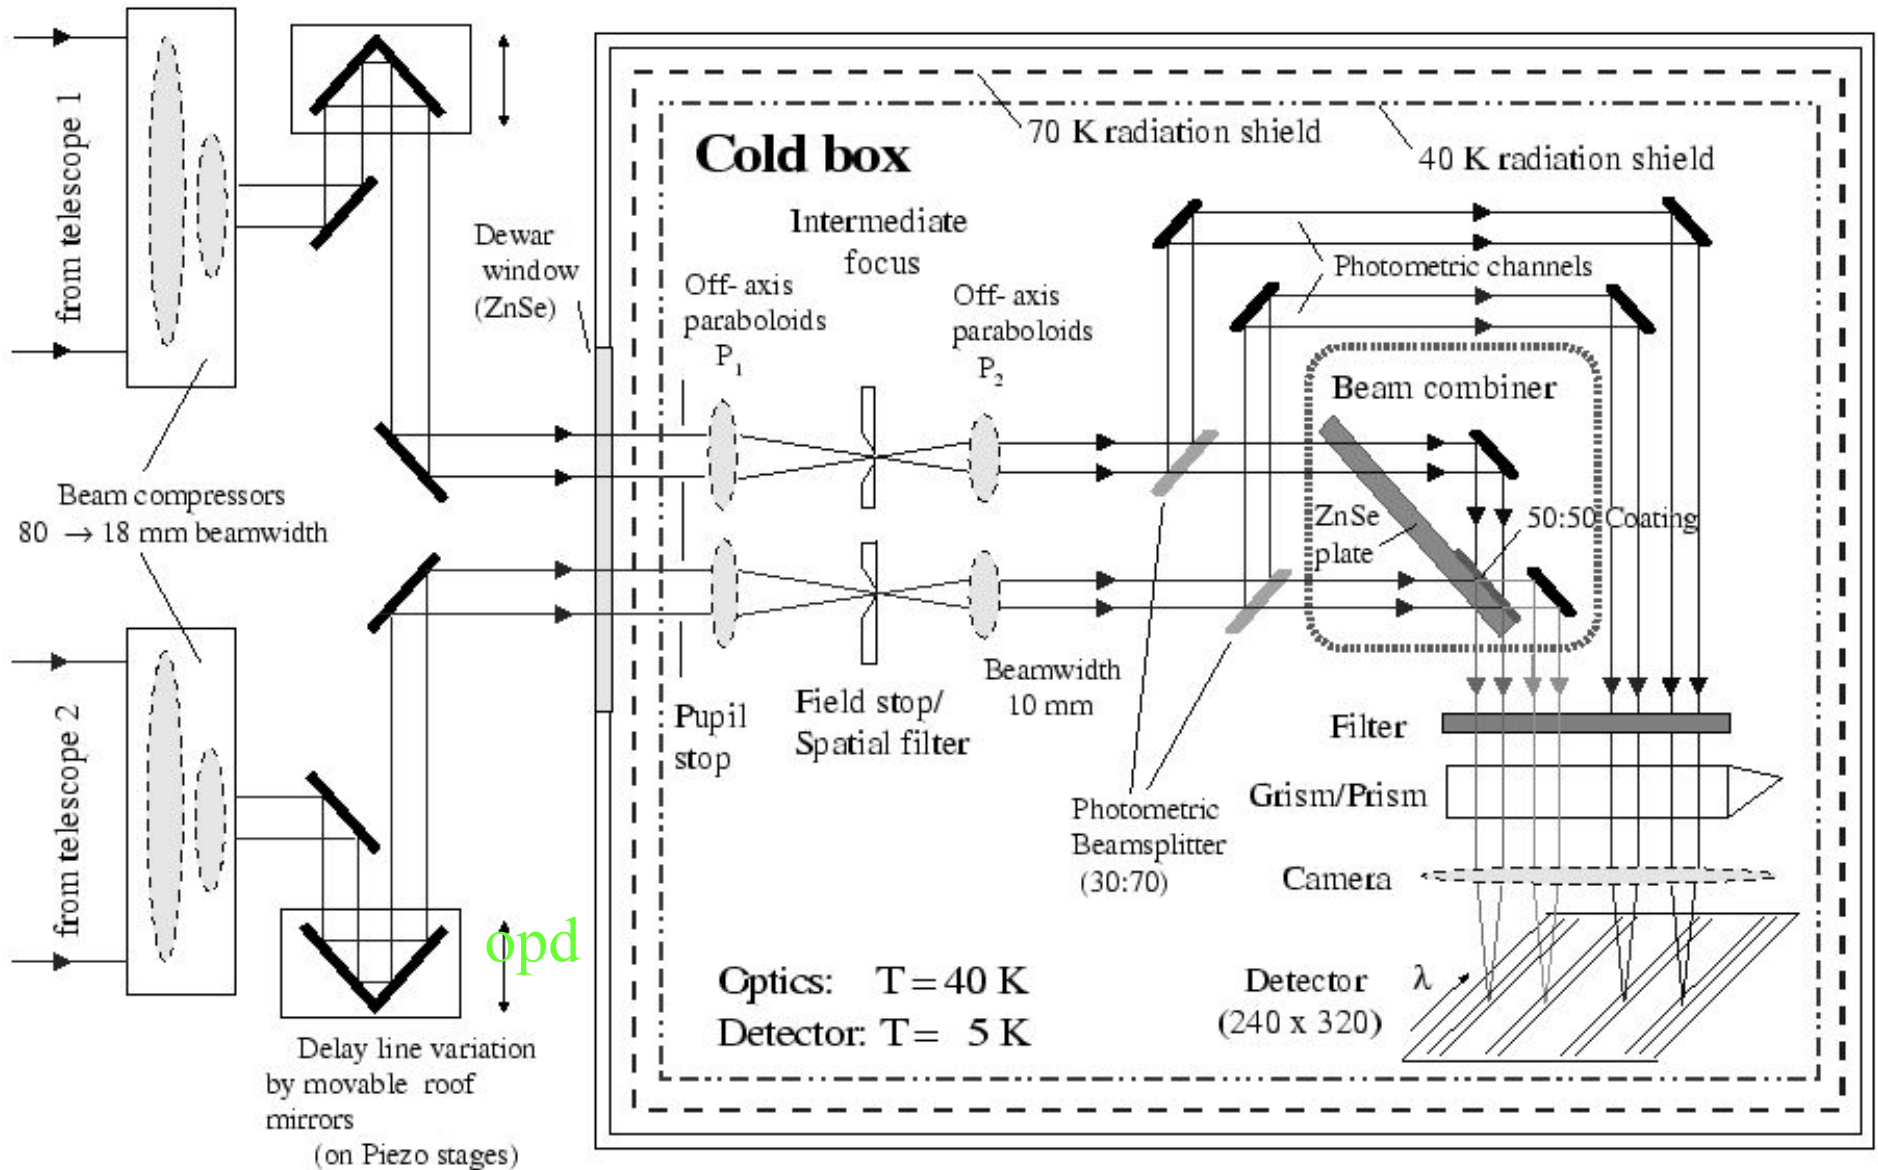 from telescope 1
Beam compressors
80 → 18 mm beamwidth
from telescope 2
opd
Delay line variation
by movable roof
mirrors
(on Piezo stages)
Dewar
window
(ZnSe)
Cold box
70 K radiation shield
40 K radiation shield
Intermediate
focus
Off- axis
paraboloids
P1
Off- axis
paraboloids
P2
Photometric channels
Beam combiner
ZnSe
plate
50:50 Coating
Pupil
stop
Field stop/
Spatial filter
Beamwidth
10 mm
Photometric
Beamsplitter
(30:70)
Filter
Grism/Prism
Camera
Optics: T = 40 K
Detector: T = 5 K
Detector
(240 x 320)
λ